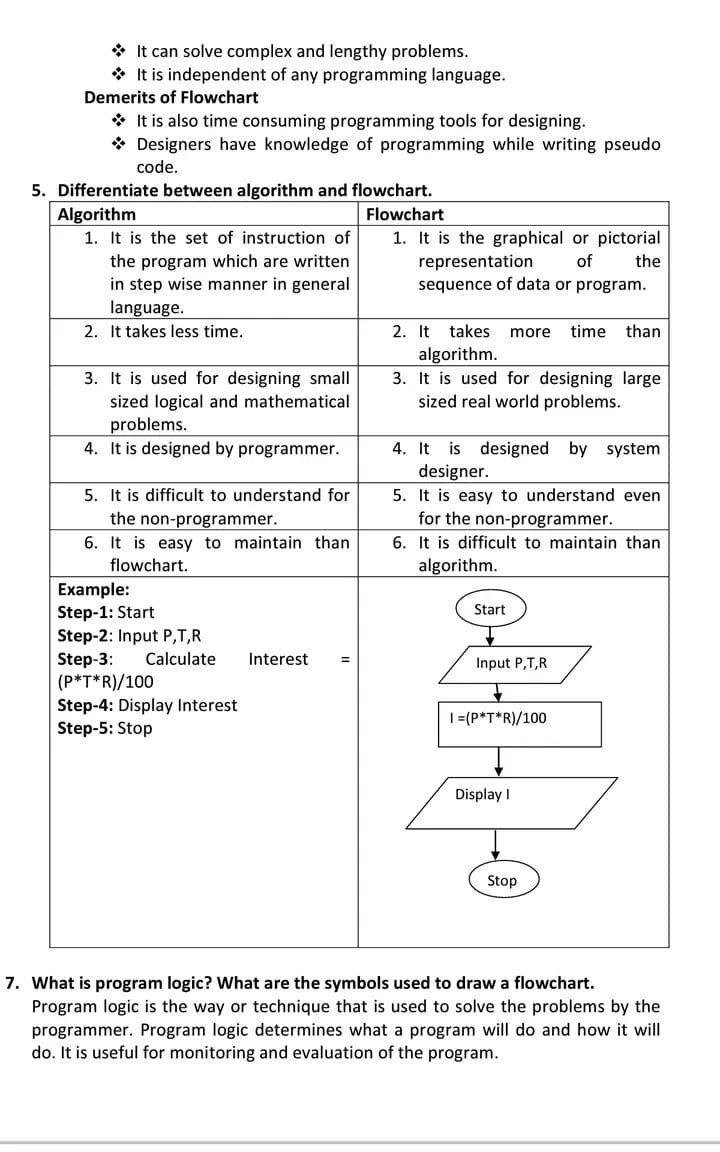 ❖ It can solve complex and lengthy problems.
❖ It is independent of any programming language.
Demerits of Flowchart
❖ It is also time consuming programming tools for designing.
❖ Designers have knowledge of programming while writing pseudo
code.
5. Differentiate between algorithm and flowchart.
Algorithm
Flowchart
1. It is the set of instruction of
the program which are written
in step wise manner in general
language.
1. It is the graphical or pictorial
representation of the
sequence of data or program.
2. It takes less time.
2. It takes more time than
algorithm.
3. It is used for designing small
sized logical and mathematical
problems.
3. It is used for designing large
sized real world problems.
4. It is designed by programmer.
4. It is designed by system
designer.
5. It is difficult to understand for
the non-programmer.
5. It is easy to understand even
for the non-programmer.
6. It is easy to maintain than
flowchart.
6. It is difficult to maintain than
algorithm.
Example:
Step-1: Start
Step-2: Input P,T,R
Step-3: Calculate Interest =
(P*T*R)/100
Step-4: Display Interest
Step-5: Stop
Start
Input P,T,R
I =(P*T*R)/100
Display I
Stop
7. What is program logic? What are the symbols used to draw a flowchart.
Program logic is the way or technique that is used to solve the problems by the
programmer. Program logic determines what a program will do and how it will
do. It is useful for monitoring and evaluation of the program.